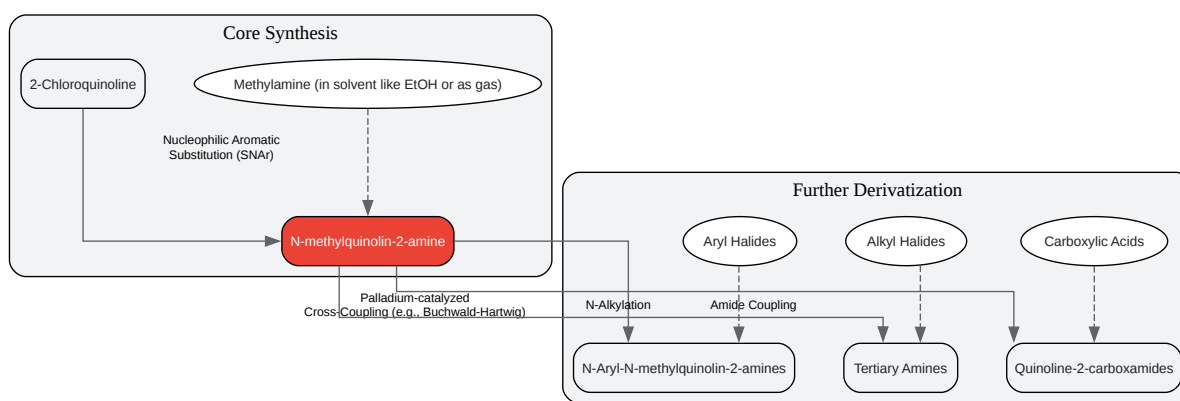 Core Synthesis
2-Chloroquinoline
Methylamine (in solvent like EtOH or as gas)
Nucleophilic Aromatic
Substitution (SNAr)
N-methylquinolin-2-amine
Further Derivatization
Aryl Halides
Alkyl Halides
Carboxylic Acids
Palladium-catalyzed
Cross-Coupling (e.g., Buchwald-Hartwig)
N-Alkylation
Amide Coupling
N-Aryl-N-methylquinolin-2-amines
Tertiary Amines
Quinoline-2-carboxamides